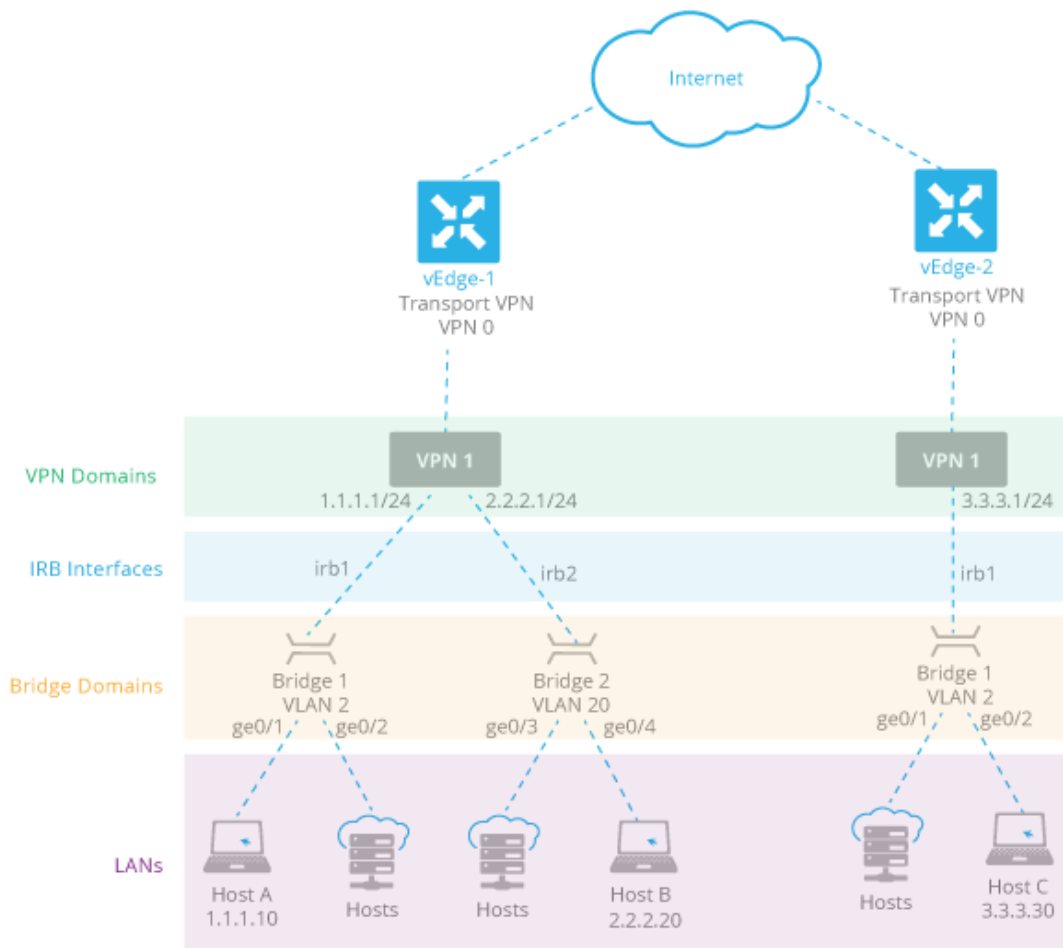 Internet
vEdge-1
Transport VPN
VPN 0
vEdge-2
Transport VPN
VPN 0
VPN Domains
VPN 1
1.1.1.1/24
2.2.2.1/24
VPN 1
3.3.3.1/24
IRB Interfaces
irb1
irb2
irb1
Bridge Domains
Bridge 1
VLAN 2
ge0/1
ge0/2
Bridge 2
VLAN 20
ge0/3
ge0/4
Bridge 1
VLAN 2
ge0/1
ge0/2
LANs
Host A
1.1.1.10
Hosts
Hosts
Host B
2.2.2.20
Hosts
Host C
3.3.3.30